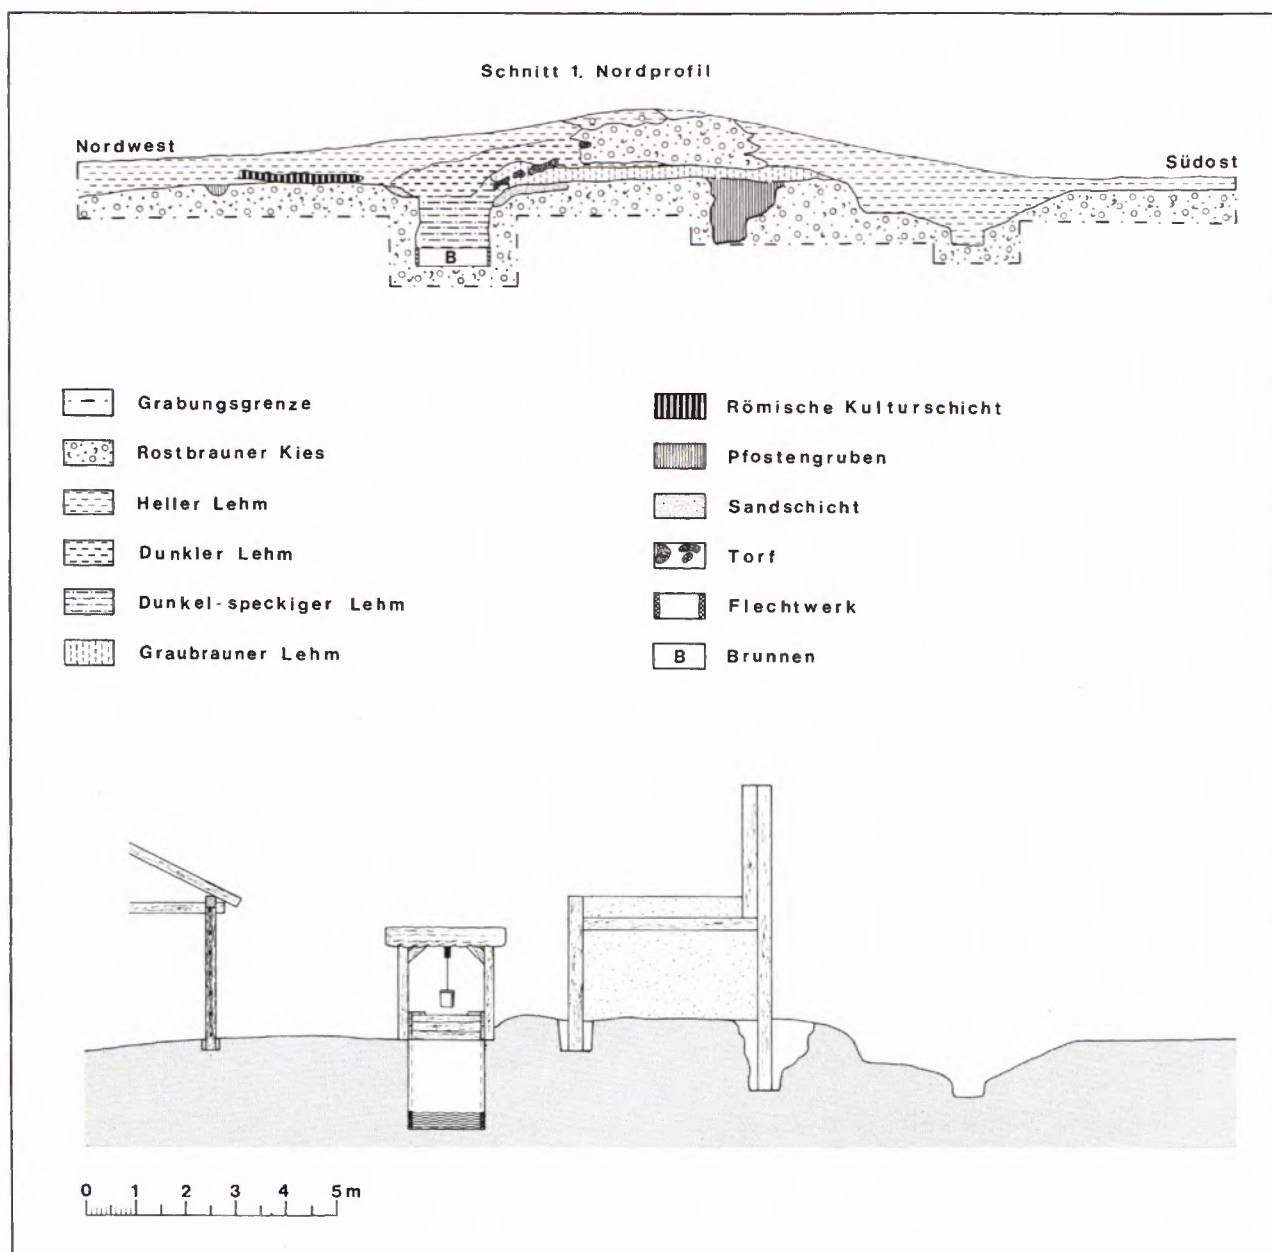 Schnitt 1. Nordprofil
Nordwest
Südost
B
Grabungsgrenze
Rostbrauner Kies
Heller Lehm
Dunkler Lehm
Dunkel-speckiger Lehm
Graubrauner Lehm
Römische Kulturschicht
Pfostengruben
Sandschicht
Torf
Flechtwerk
B Brunnen
0 1 2 3 4 5 m